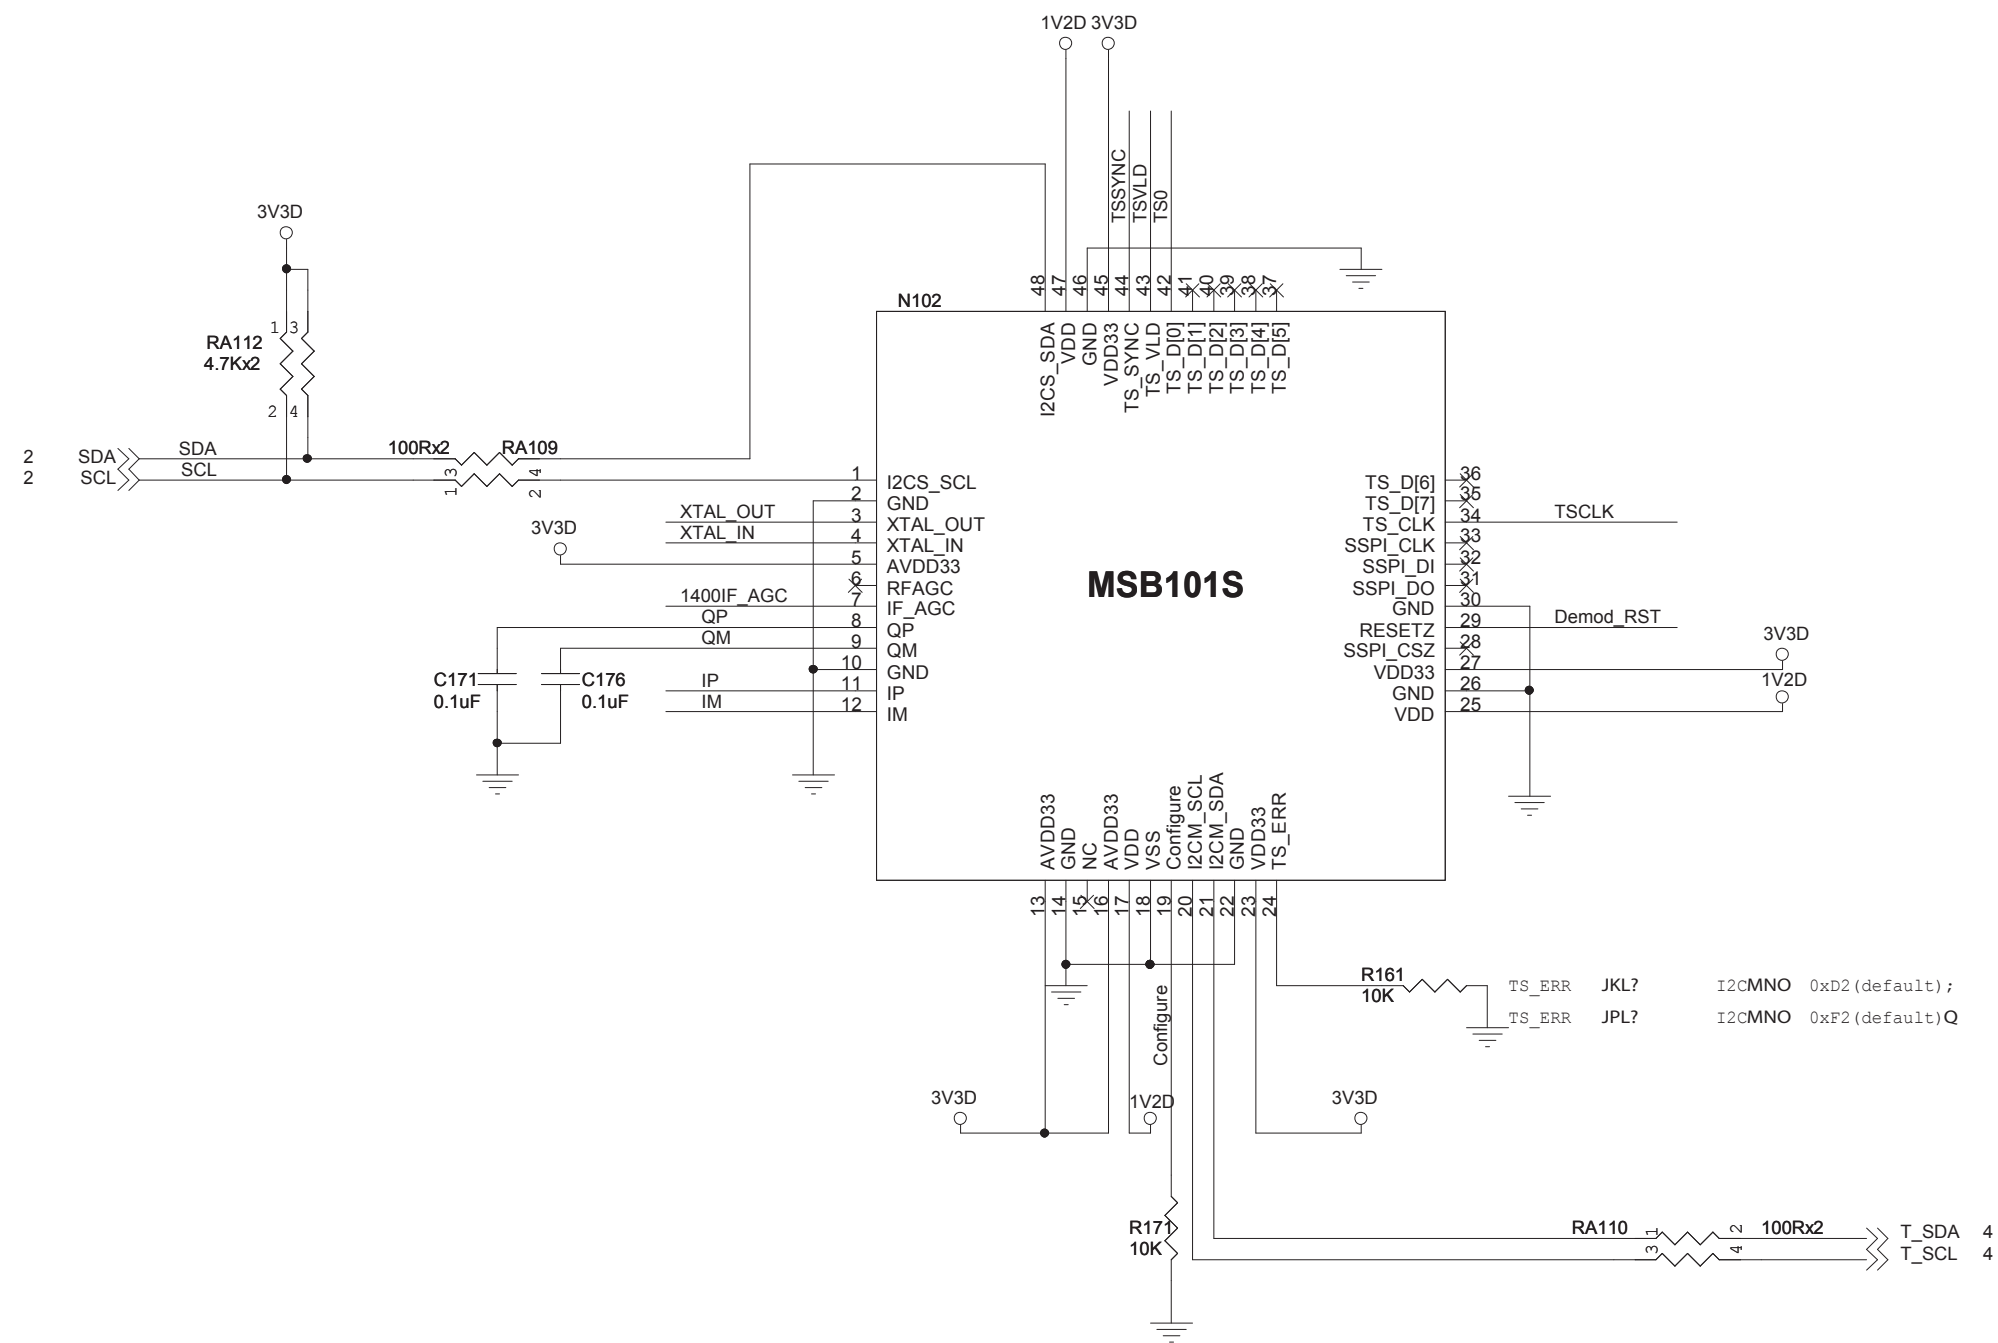 1V2D 3V3D
TSSYNC
TSVLD
TS0
3V3D
48
47
46
45
44
43
42
41
40
39
38
37
N102
I2CS_SDA
VDD
GND
VDD33
TS_SYNC
TS_VLD
TS_D[0]
TS_D[1]
TS_D[2]
TS_D[3]
TS_D[4]
TS_D[5]
1 3
RA112
4.7Kx2
2 4
2 SDA SDA
2 SCL SCL
100Rx2 RA109
3 4
1 2
1 I2CS_SCL
2 GND
XTAL_OUT 3 XTAL_OUT
XTAL_IN 4 XTAL_IN
3V3D 5 AVDD33
6 RFAGC
1400IF_AGC 7 IF_AGC
QP 8 QP
QM 9 QM
10 GND
IP 11 IP
IM 12 IM
C171
0.1uF
C176
0.1uF
MSB101S
TS_D[6] 36
TS_D[7] 35
TS_CLK 34 TSCLK
SSPI_CLK 33
SSPI_DI 32
SSPI_DO 31
GND 30
RESETZ 29 Demod_RST
SSPI_CSZ 28
VDD33 27 3V3D
GND 26
VDD 25 1V2D
AVDD33
GND
NC
AVDD33
VDD
VSS
Configure
I2CM_SCL
I2CM_SDA
GND
VDD33
TS_ERR
13
14
15
16
17
18
19
20
21
22
23
24
Configure
R161
10K
TS_ERR JKL? I2CMNO 0xD2(default);
TS_ERR JPL? I2CMNO 0xF2(default)Q
3V3D
1V2D
3V3D
R171
10K
RA110 1 2 100Rx2 T_SDA 4
3 4 T_SCL 4